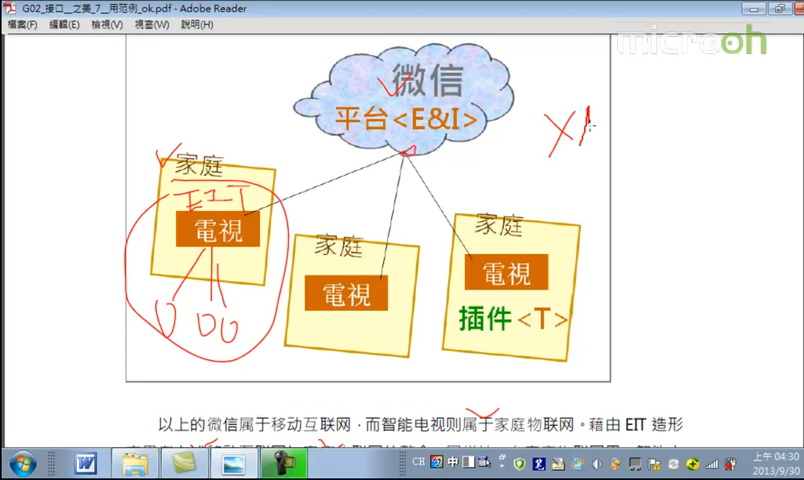 G02_接口__之美_7__用范例_ok.pdf - Adobe Reader
檔案(F) 編輯(E) 檢視(V) 視窗(W) 說明(H)
microoh
微信
平台<E&I>
家庭
EIT
電視
家庭
電視
家庭
電視
插件<T>
以上的微信属于移动互联网，而智能电视则属于家庭物联网。藉由 EIT 造形
CH 中
上午 04:30
2013/9/30